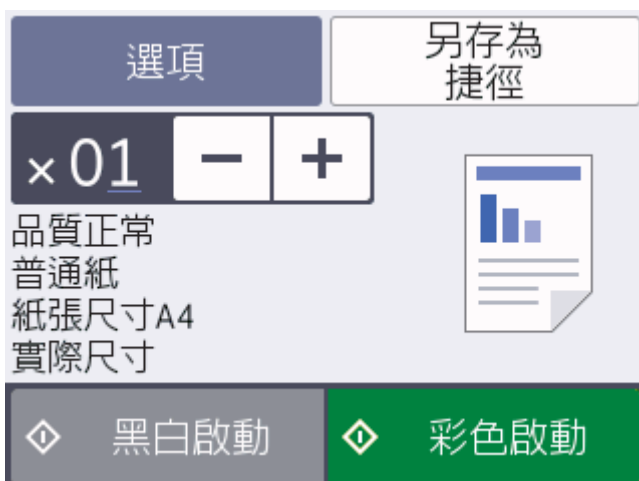 選項
另存為
捷徑
×01 − +
品質正常
普通紙
紙張尺寸A4
實際尺寸
黑白啟動
彩色啟動